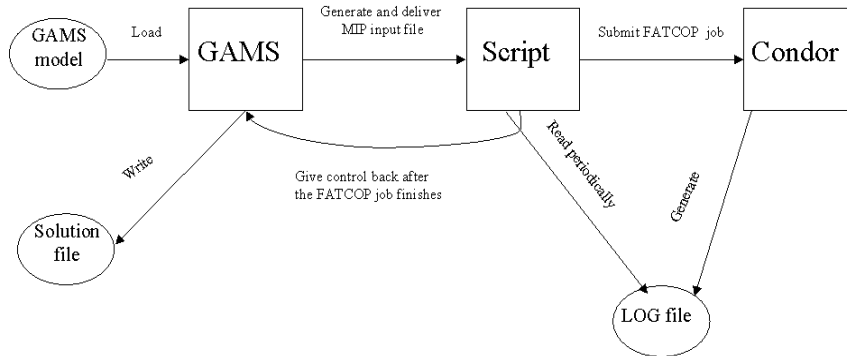 GAMS
model
Load
GAMS
Generate and deliver
MIP input file
Script
Submit FATCOP job
Condor
Write
Give control back after
the FATCOP job finishes
Read periodically
Generate
Solution
file
LOG file